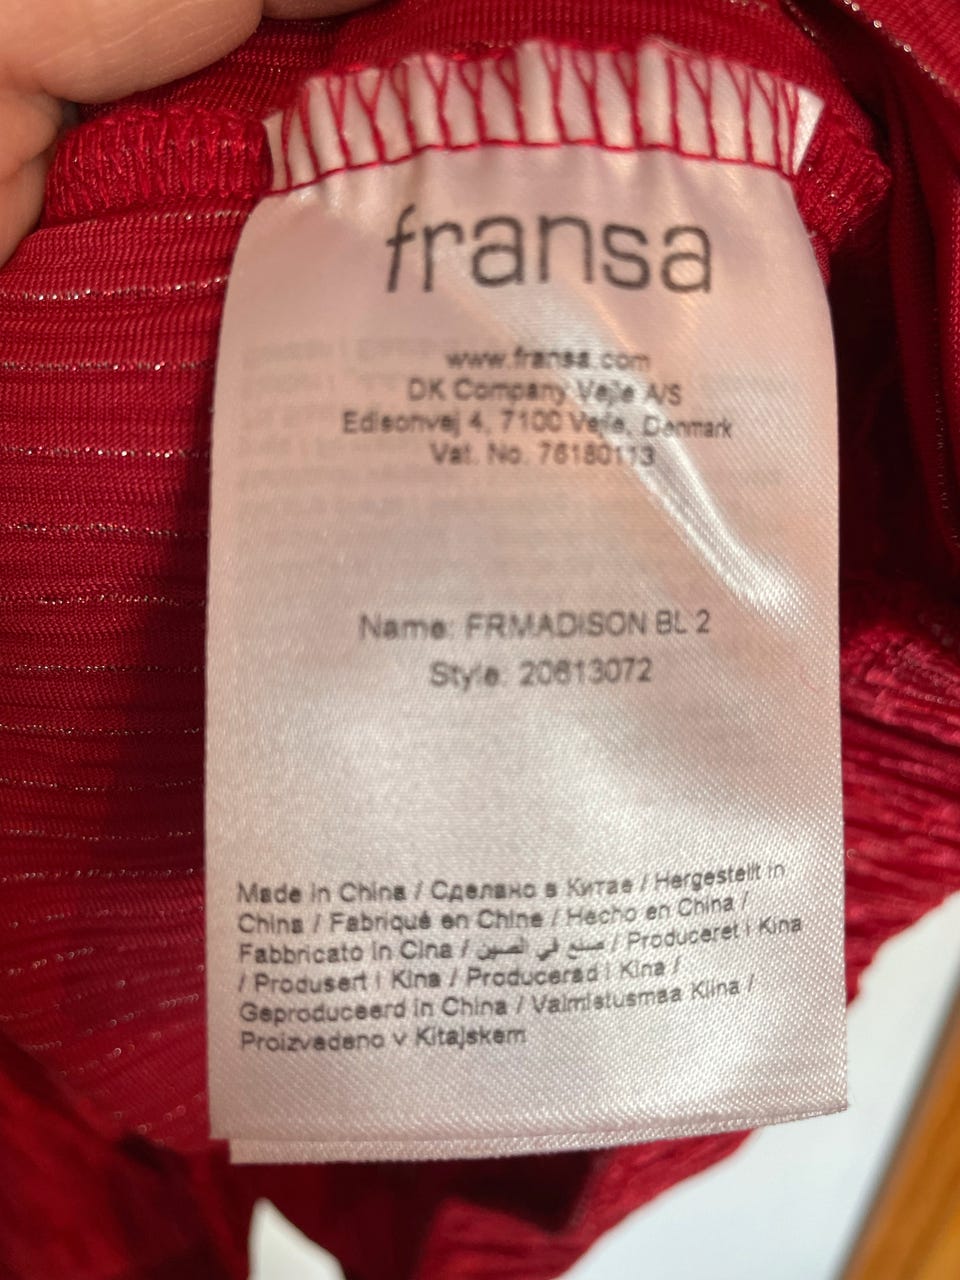 fransa
www.fransa.com
DK Company Vejle A/S
Edisonvej 4, 7100 Vejle, Denmark
Vat. No. 76180113
Name: FRMADISON BL 2
Style: 20613072
Made in China / Сделано в Китае / Hergestellt in
China / Fabriqué en Chine / Hecho en China /
Fabbricato in Cina / صنع في الصين / Produceret i Kina
/ Produsert i Kina / Producerad i Kina /
Geproduceerd in China / Valmistusmaa Kiina /
Proizvedeno v Kitajskem